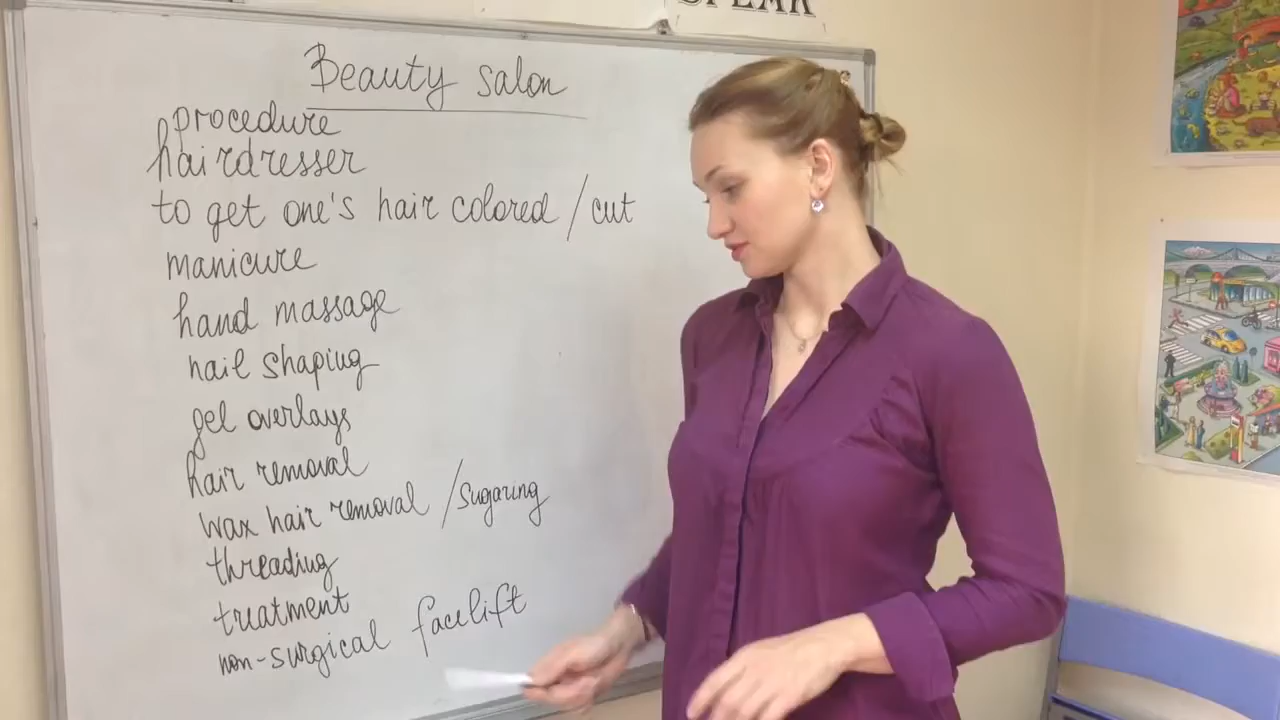 SPEAK
Beauty salon
procedure
hairdresser
to get one's hair colored / cut
manicure
hand massage
nail shaping
gel overlays
hair removal
wax hair removal / Sugaring
threading
treatment
non-surgical facelift